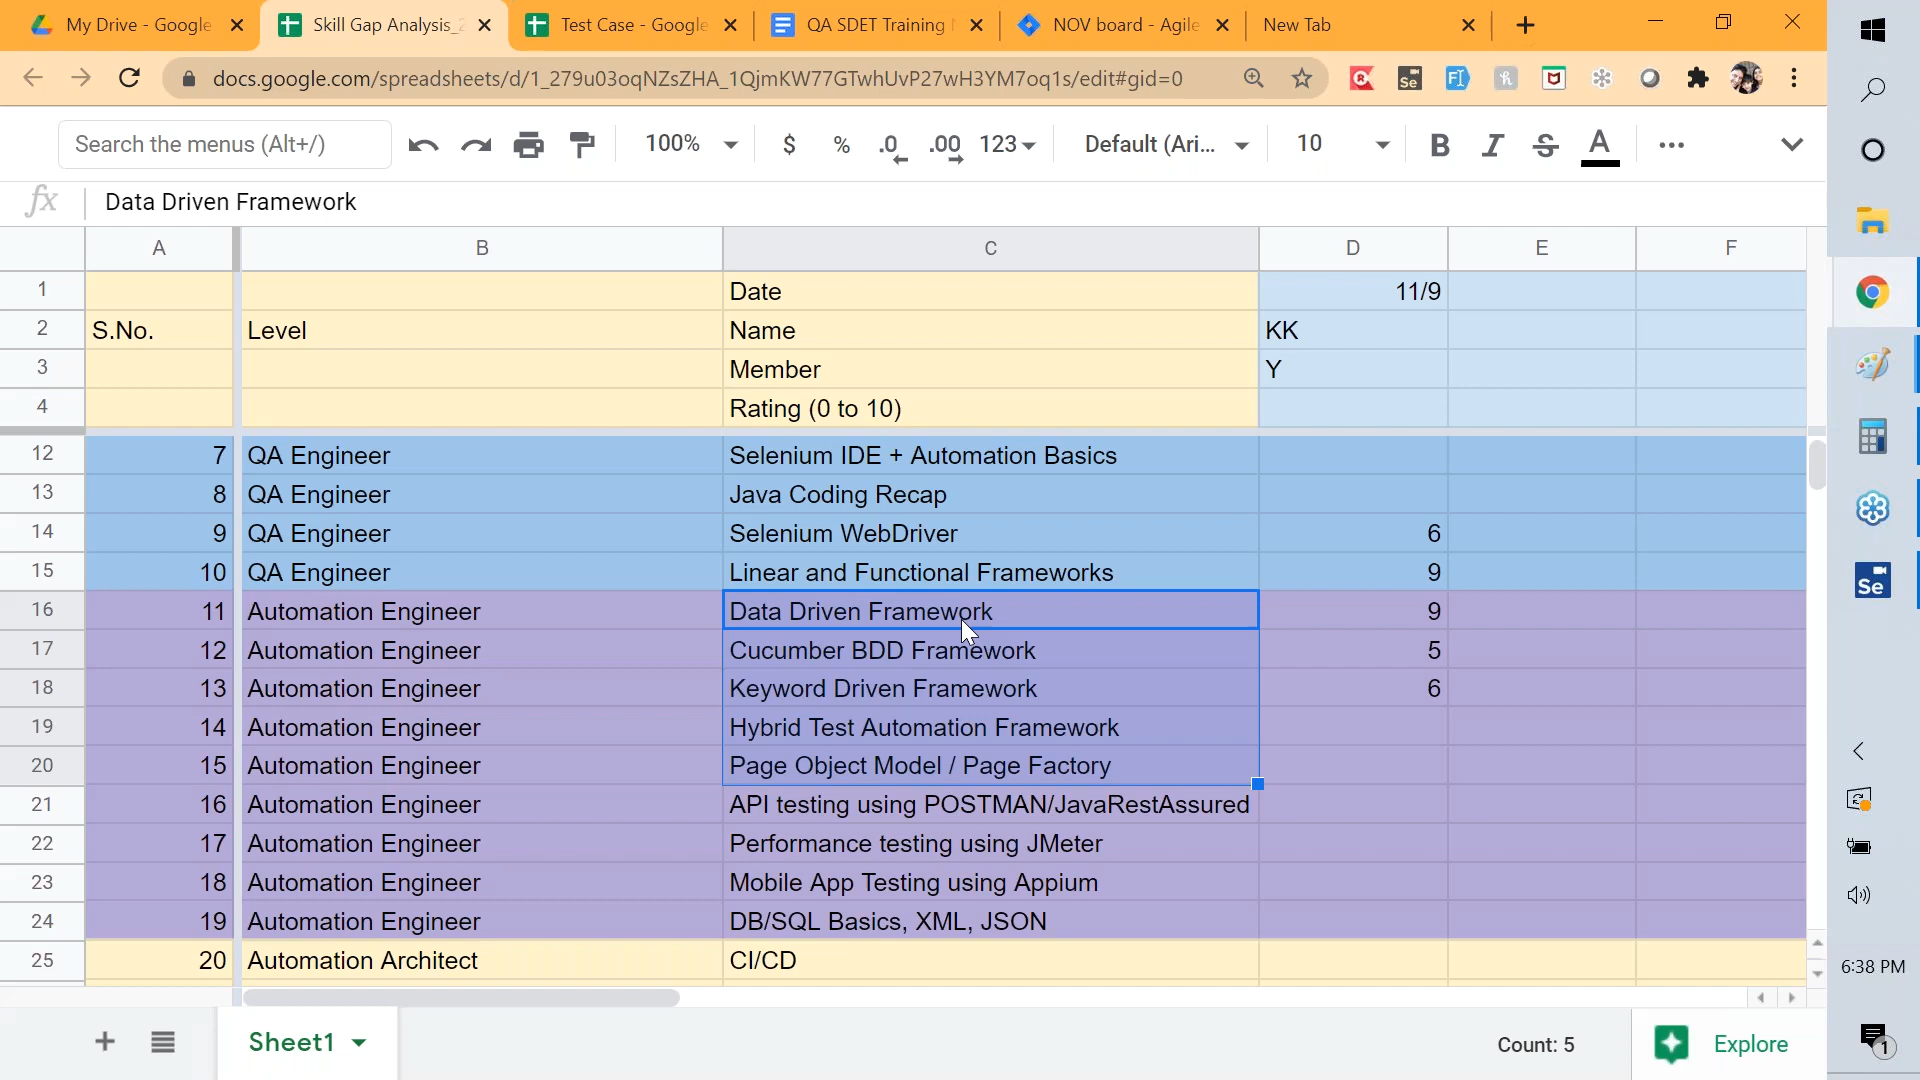 My Drive - Google
Skill Gap Analysis_2
Test Case - Google
QA SDET Training
NOV board - Agile
New Tab
docs.google.com/spreadsheets/d/1_279u03oqNZsZHA_1QjmKW77GTwhUvP27wH3YM7oq1s/edit#gid=0
Search the menus (Alt+/)
100%
$
%
.0
.00
123
Default (Ari...
10
B
I
S
A
fx
Data Driven Framework
A B C D E F
1 Date 11/9
2 S.No. Level Name KK
3 Member Y
4 Rating (0 to 10)
12 7 QA Engineer Selenium IDE + Automation Basics
13 8 QA Engineer Java Coding Recap
14 9 QA Engineer Selenium WebDriver 6
15 10 QA Engineer Linear and Functional Frameworks 9
16 11 Automation Engineer Data Driven Framework 9
17 12 Automation Engineer Cucumber BDD Framework 5
18 13 Automation Engineer Keyword Driven Framework 6
19 14 Automation Engineer Hybrid Test Automation Framework
20 15 Automation Engineer Page Object Model / Page Factory
21 16 Automation Engineer API testing using POSTMAN/JavaRestAssured
22 17 Automation Engineer Performance testing using JMeter
23 18 Automation Engineer Mobile App Testing using Appium
24 19 Automation Engineer DB/SQL Basics, XML, JSON
25 20 Automation Architect CI/CD
Sheet1
Count: 5
Explore
Se
6:38 PM
1